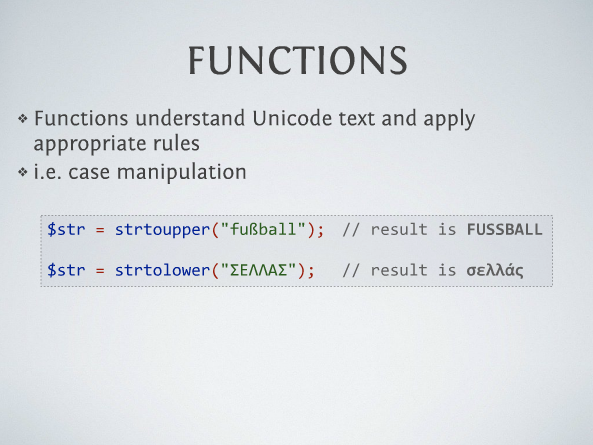 FUNCTIONS
❖ Functions understand Unicode text and apply
appropriate rules
❖ i.e. case manipulation
$str = strtoupper("fußball"); // result is FUSSBALL
$str = strtolower("ΣΕΛΛΑΣ"); // result is σελλάς